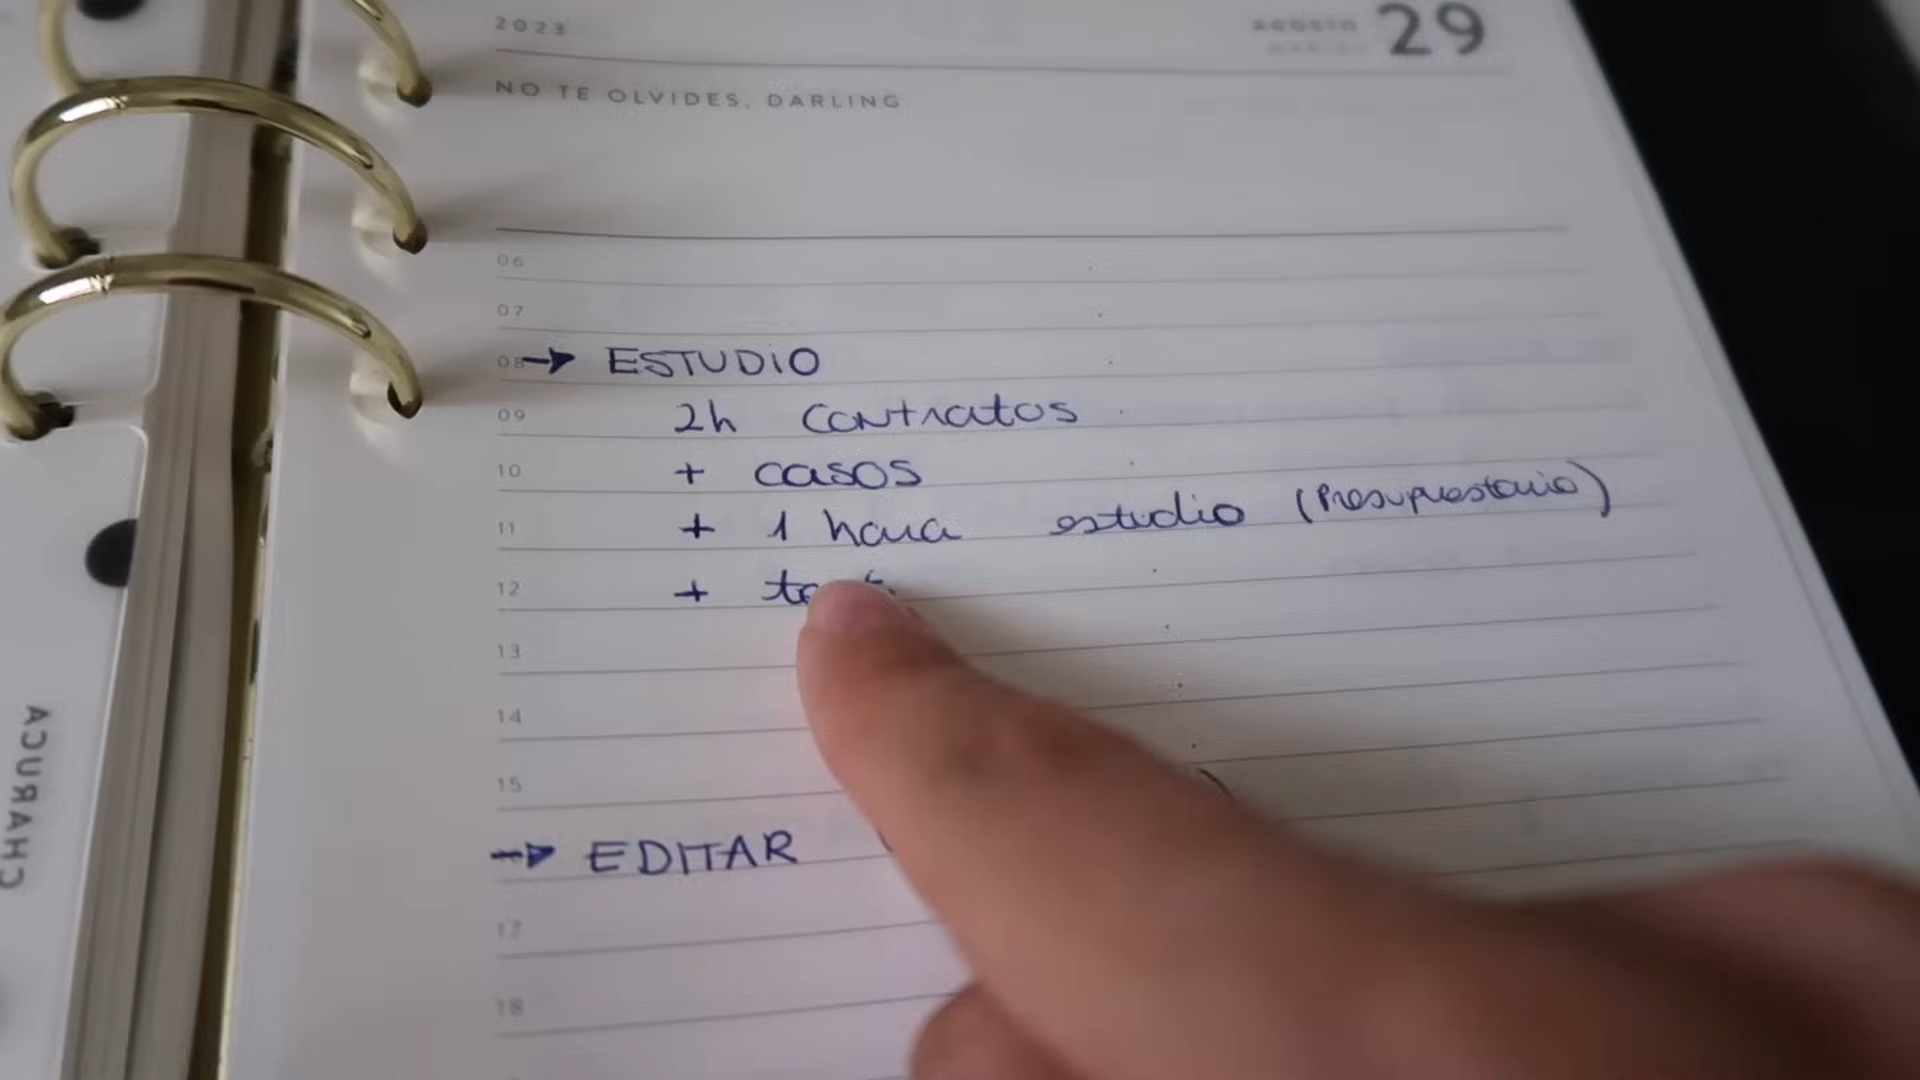 2023 AGOSTO 29
NO TE OLVIDES, DARLING
06
07
08 → ESTUDIO
09 2h Contratos
10 + casos
11 + 1 hora estudio (Presupuestario)
12 +
13
14
15
→ EDITAR
17
18
CHARUCA